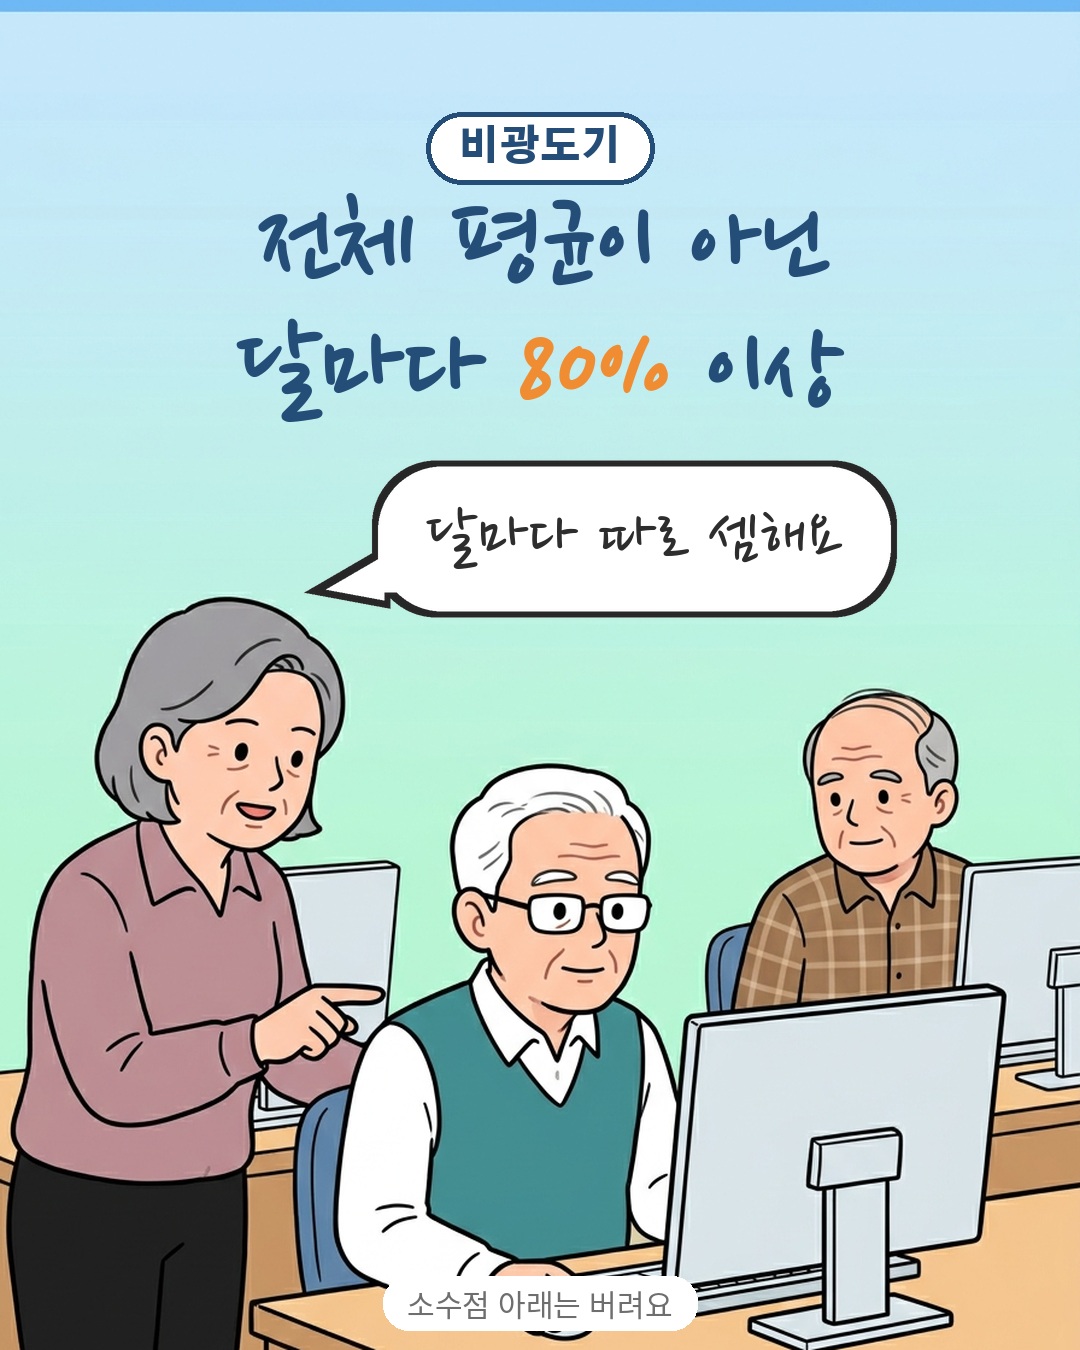 비광도기
전체 평균이 아닌
달마다 80% 이상
달마다 따로 셈해요
소수점 아래는 버려요